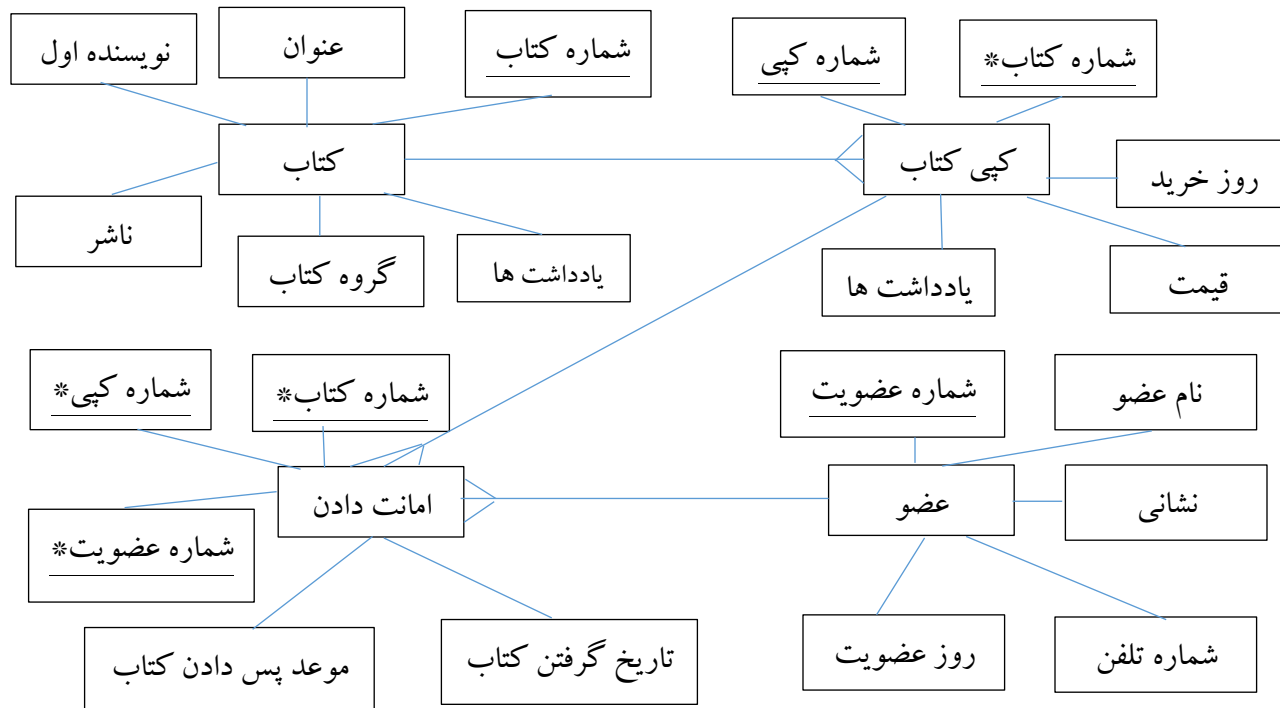 شماره کتاب*
شماره کپی
شماره کتاب
عنوان
نویسنده اول
کپی کتاب
کتاب
روز خرید
ناشر
قیمت
یادداشت ها
یادداشت ها
گروه کتاب
نام عضو
شماره عضویت
شماره کتاب*
شماره کپی*
نشانی
عضو
امانت دادن
شماره عضویت*
شماره تلفن
روز عضویت
تاریخ گرفتن کتاب
موعد پس دادن کتاب